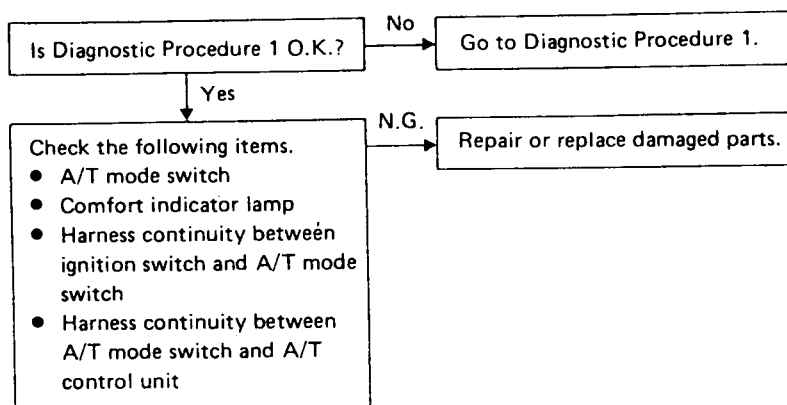 Is Diagnostic Procedure 1 O.K.?
No
Go to Diagnostic Procedure 1.
Yes
Check the following items.
● A/T mode switch
● Comfort indicator lamp
● Harness continuity between
ignition switch and A/T mode
switch
● Harness continuity between
A/T mode switch and A/T
control unit
N.G.
Repair or replace damaged parts.